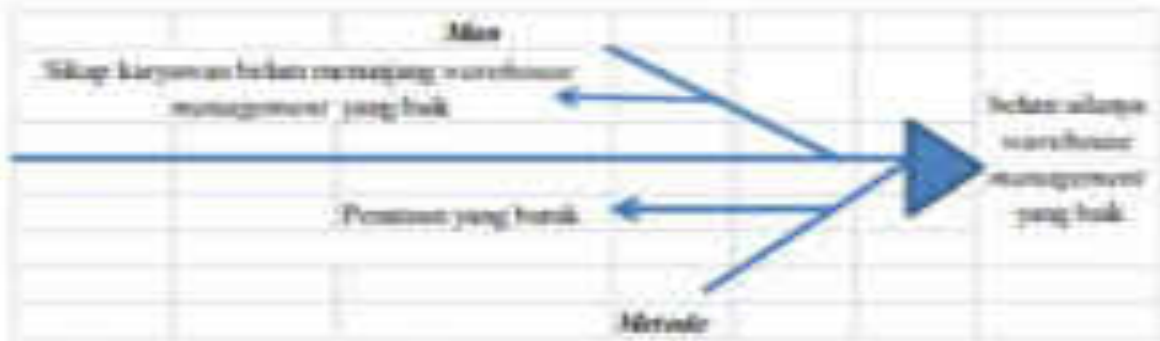 Man
Sikap karyawan belum menunjang warehouse
management yang baik
belum adanya
warehouse
management
yang baik
Penataan yang buruk
Metode